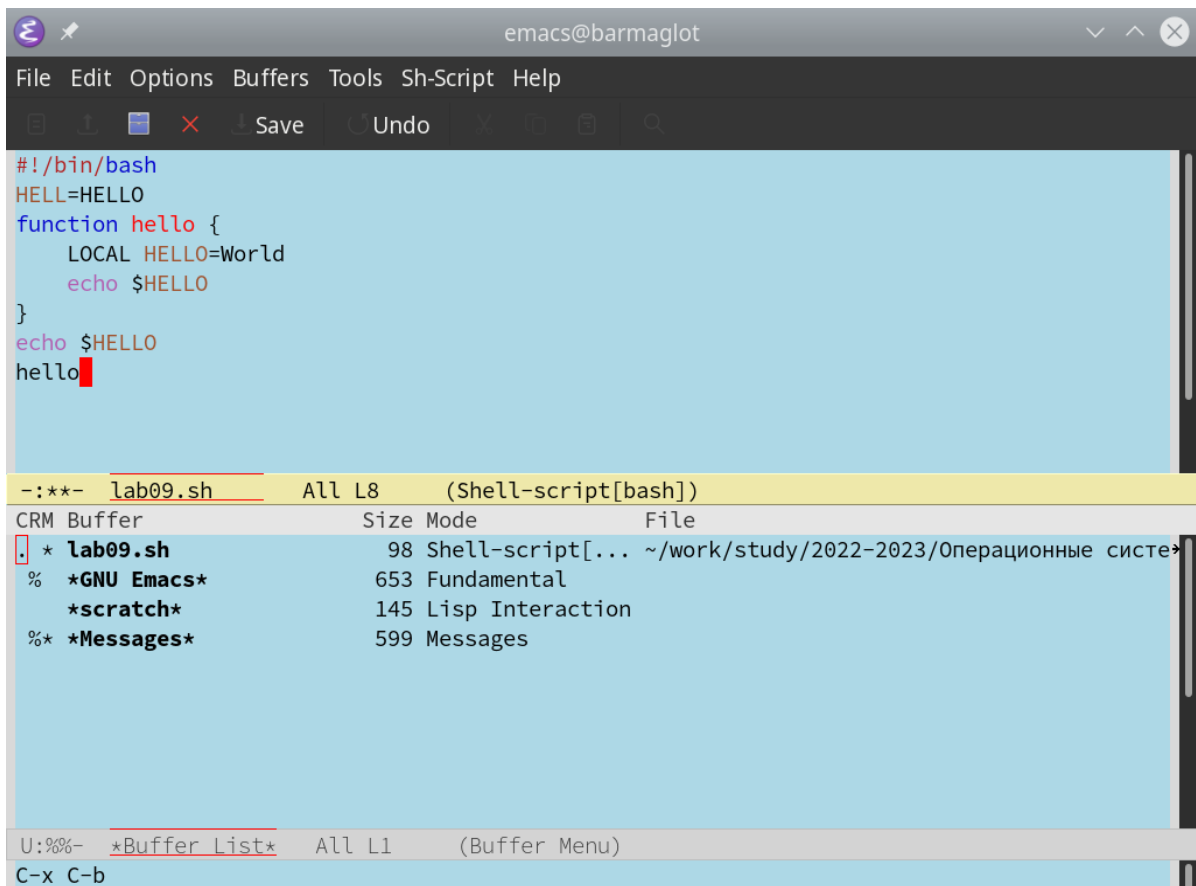 emacs@barmaglot
File Edit Options Buffers Tools Sh-Script Help
Save Undo
#!/bin/bash
HELL=HELLO
function hello {
    LOCAL HELLO=World
    echo $HELLO
}
echo $HELLO
hello
-:**- lab09.sh All L8 (Shell-script[bash])
CRM Buffer Size Mode File
. * lab09.sh 98 Shell-script[... ~/work/study/2022-2023/Операционные систе
% *GNU Emacs* 653 Fundamental
*scratch* 145 Lisp Interaction
%* *Messages* 599 Messages
U:%%- *Buffer List* All L1 (Buffer Menu)
C-x C-b